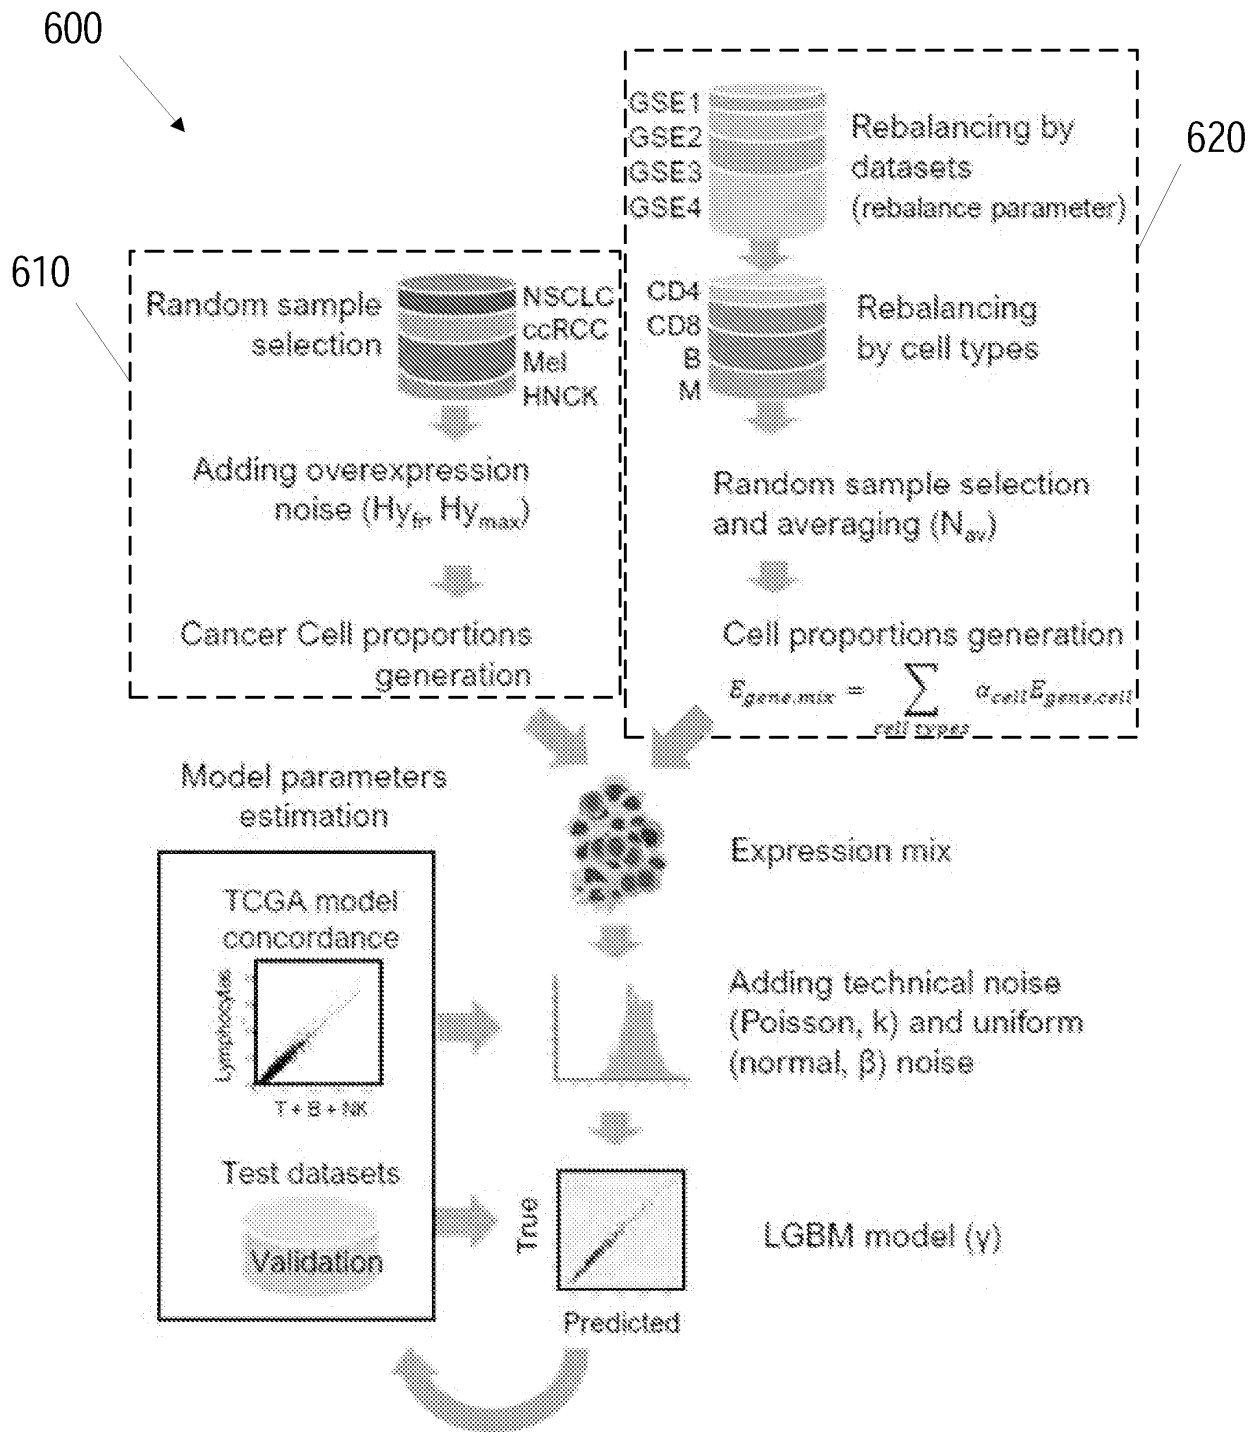 600
620
610
GSE1
GSE2
GSE3
GSE4
Rebalancing by
datasets
(rebalance parameter)
CD4
CD8
B
M
Rebalancing
by cell types
Random sample selection
and averaging (N_av)
Cell proportions generation
E_gene,mix = ∑_cell types α_cell E_gene,cell
Random sample
selection
NSCLC
ccRCC
Mel
HNCK
Adding overexpression
noise (Hy_fr, Hy_max)
Cancer Cell proportions
generation
Model parameters
estimation
TCGA model
concordance
Lymphocytes
T + B + NK
Test datasets
Validation
Expression mix
Adding technical noise
(Poisson, k) and uniform
(normal, β) noise
True
Predicted
LGBM model (γ)